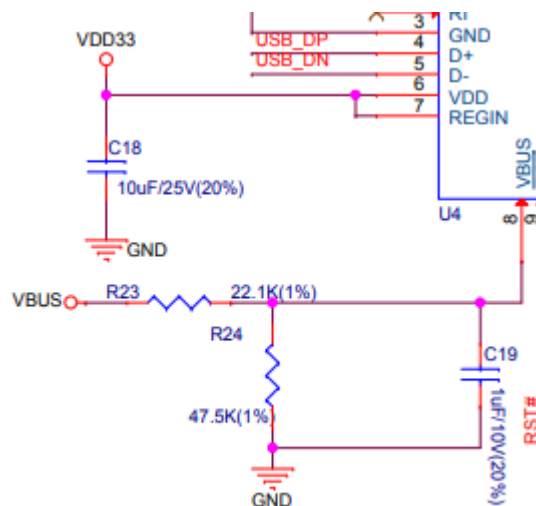 RI
3
GND
VDD33
USB_DP
4
D+
USB_DN
5
D-
6
VDD
7
REGIN
C18
10uF/25V(20%)
VBUS
U4
8
9
GND
VBUS
R23
22.1K(1%)
R24
C19
47.5K(1%)
1uF/10V(20%)
RST#
GND